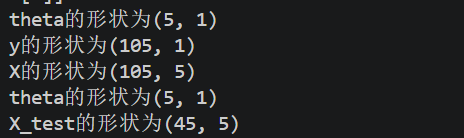 theta的形状为(5, 1)
y的形状为(105, 1)
X的形状为(105, 5)
theta的形状为(5, 1)
X_test的形状为(45, 5)